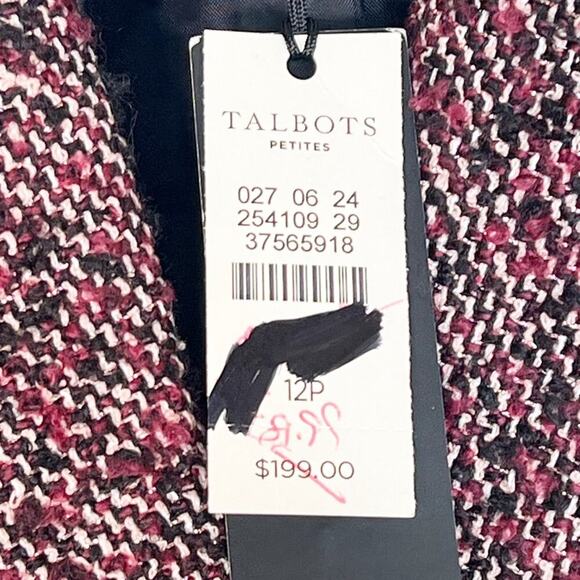 TALBOTS
PETITES
027 06 24
254109 29
37565918
12P
$199.00